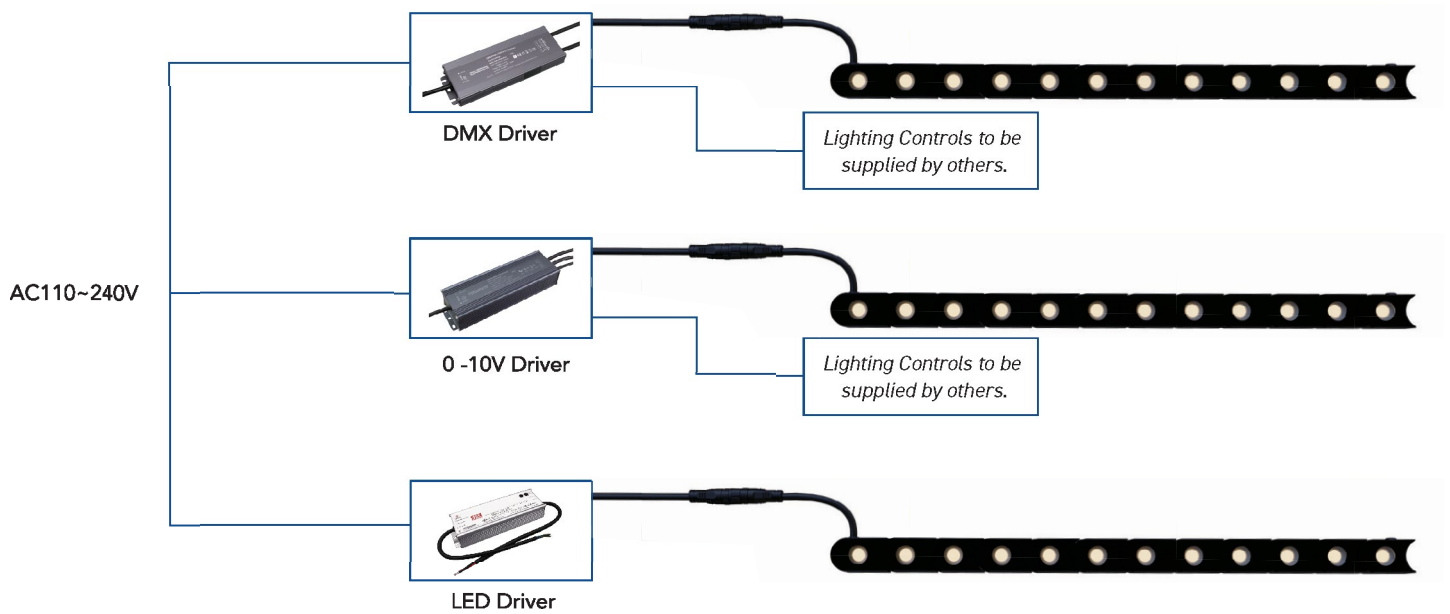 DMX Driver
Lighting Controls to be
supplied by others.
AC110~240V
0 -10V Driver
Lighting Controls to be
supplied by others.
LED Driver